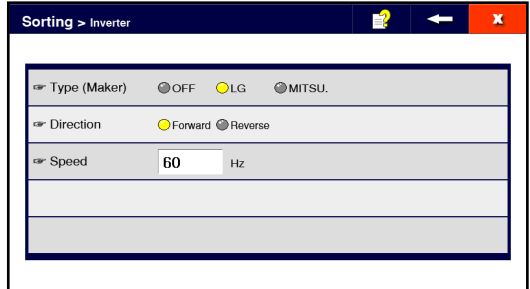 Sorting > Inverter
☞ Type (Maker) OFF LG MITSU.
☞ Direction Forward Reverse
☞ Speed 60 Hz